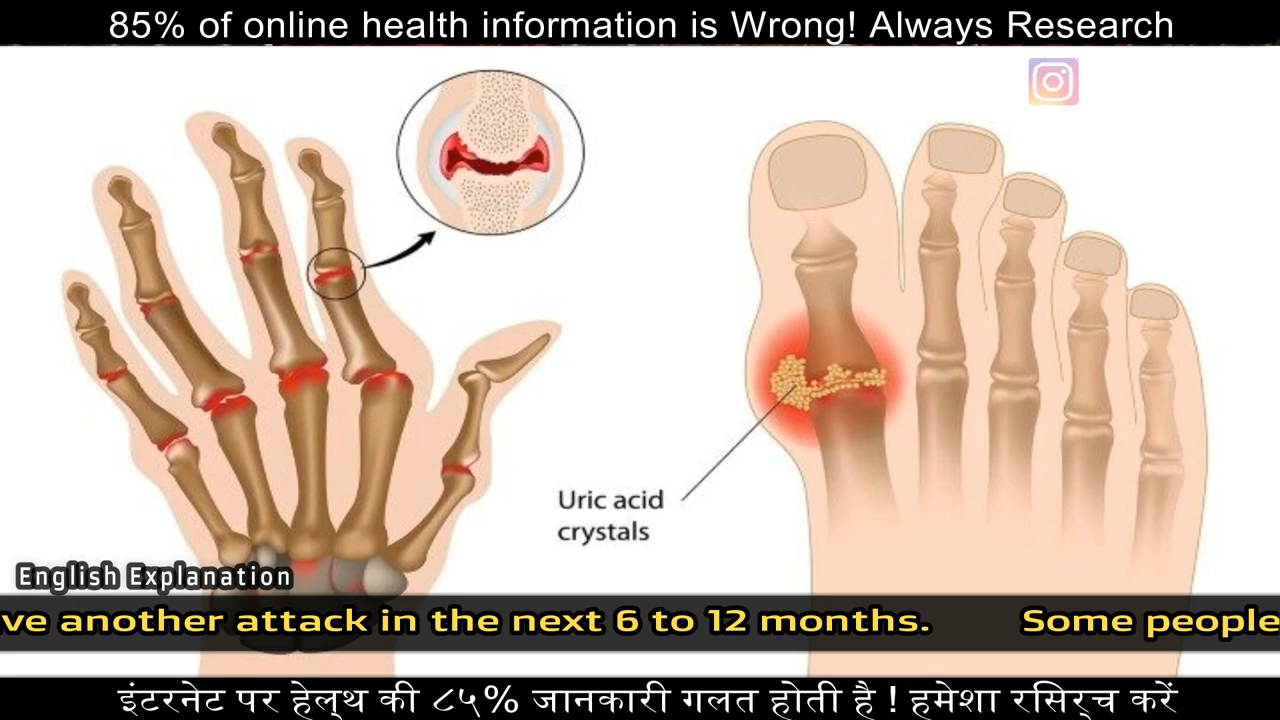 85% of online health information is Wrong! Always Research
Uric acid
crystals
English Explanation
ve another attack in the next 6 to 12 months. Some people
इंटरनेट पर हेल्थ की ८५% जानकारी गलत होती है ! हमेशा रसिर्च करें